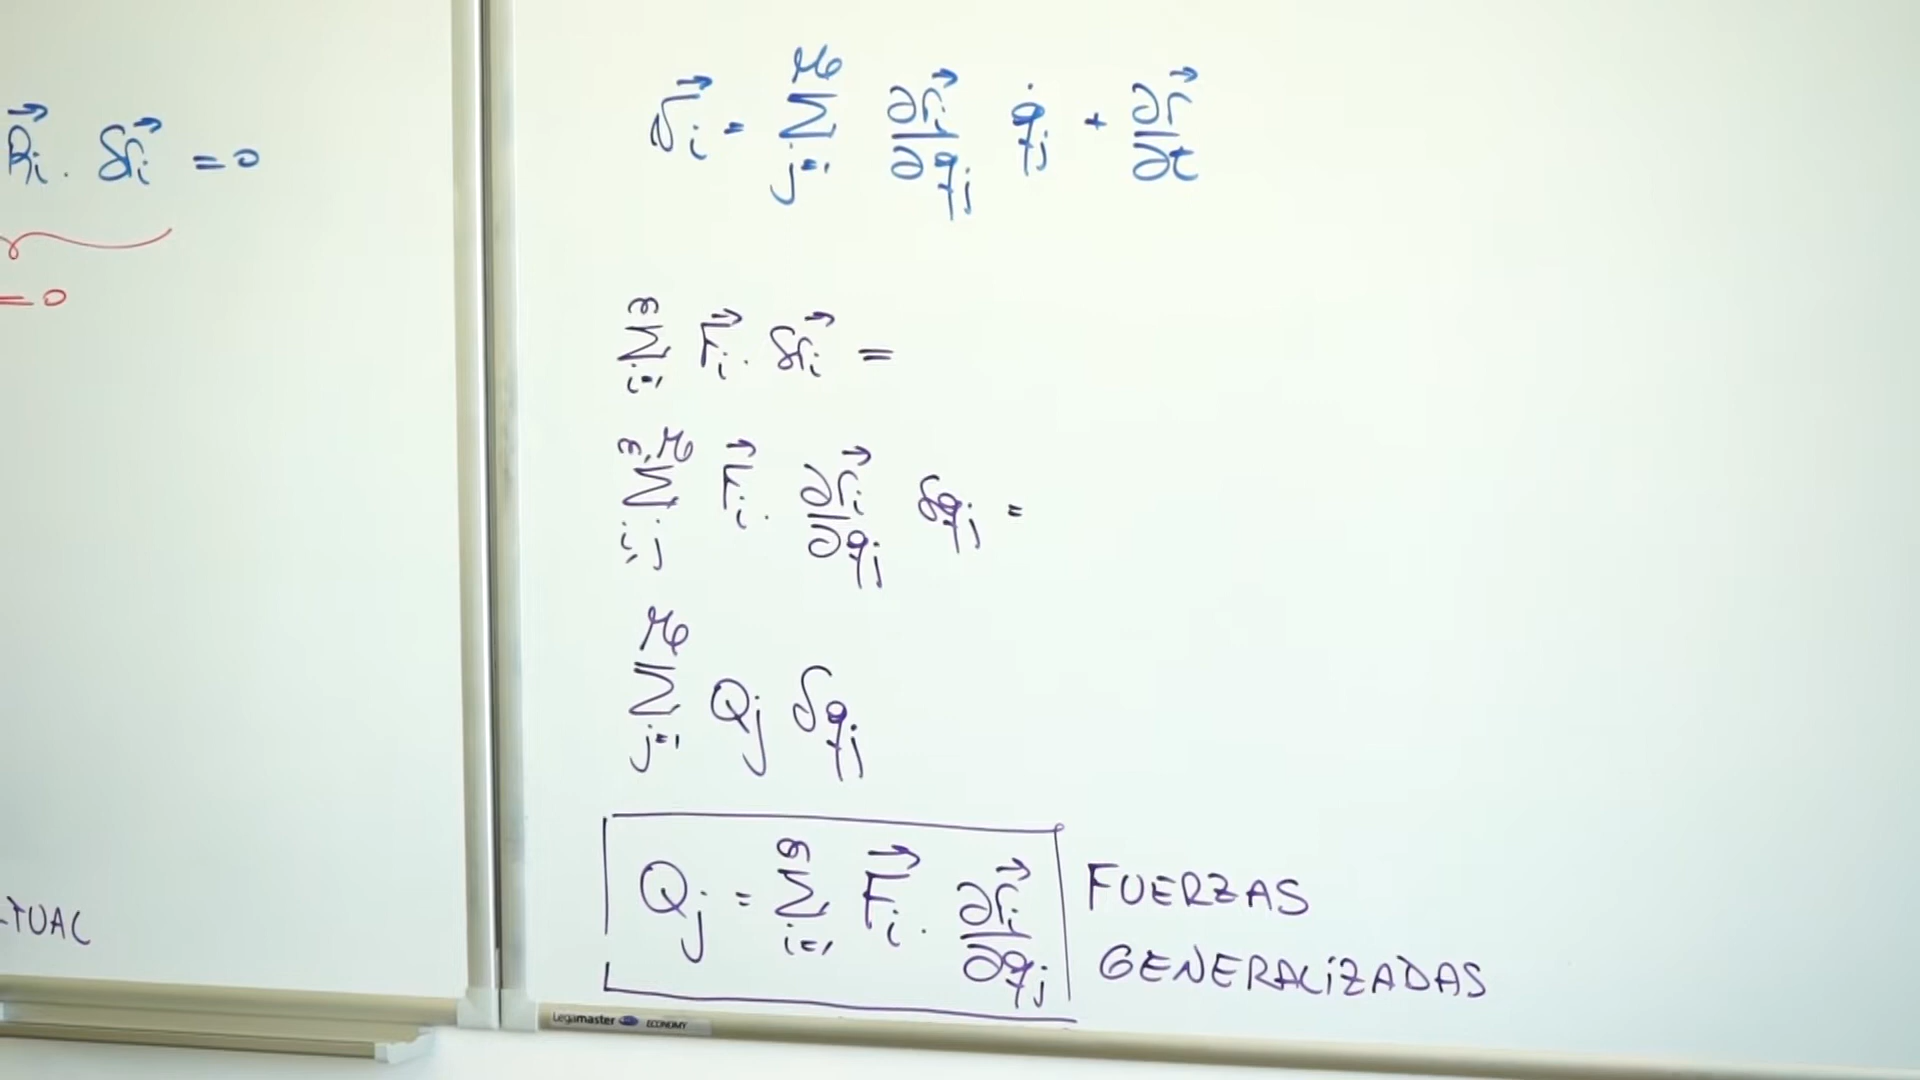 R⃗ᵢ . δr⃗ᵢ = 0
= 0
TUAL
v⃗ᵢ = Σ_{j=1}^{M} ∂r⃗ᵢ/∂qⱼ q̇ⱼ + ∂r⃗/∂t
Σ_{i=1}^{n} F⃗ᵢ . δr⃗ᵢ =
Σ_{i,j}^{n,M} F⃗ᵢ . ∂r⃗ᵢ/∂qⱼ δqⱼ =
Σ_{j=1}^{M} Qⱼ δqⱼ
Qⱼ = Σ_{i=1}^{n} F⃗ᵢ . ∂r⃗ᵢ/∂qⱼ
FUERZAS
GENERALIZADAS
Legamaster ECONOMY